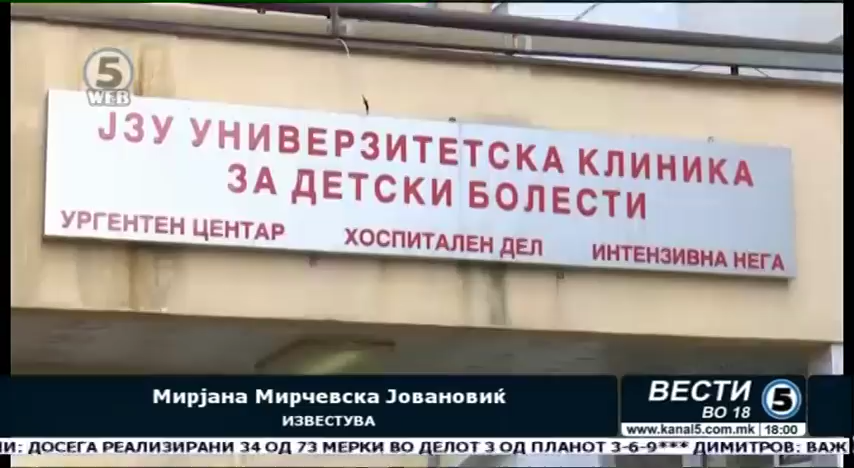 5
WEB
ЈЗУ УНИВЕРЗИТЕТСКА КЛИНИКА
ЗА ДЕТСКИ БОЛЕСТИ
УРГЕНТЕН ЦЕНТАР ХОСПИТАЛЕН ДЕЛ ИНТЕНЗИВНА НЕГА
Мирјана Мирчевска Јовановиќ
ИЗВЕСТУВА
ВЕСТИ 5
ВО 18
www.kanal5.com.mk 18:00
ДОСЕГА РЕАЛИЗИРАНИ 34 ОД 73 МЕРКИ ВО ДЕЛОТ 3 ОД ПЛАНОТ 3-6-9*** ДИМИТРОВ: